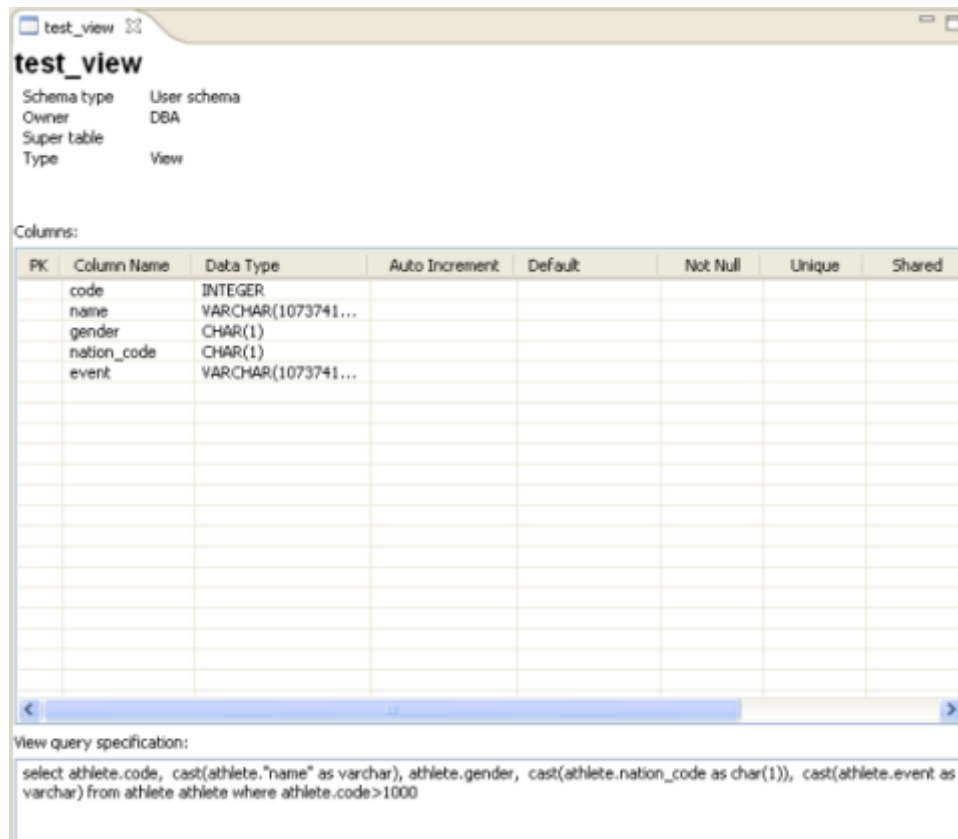 test_view
test_view
Schema type User schema
Owner DBA
Super table
Type View
Columns:
PK Column Name Data Type Auto Increment Default Not Null Unique Shared
code INTEGER
name VARCHAR(1073741...
gender CHAR(1)
nation_code CHAR(1)
event VARCHAR(1073741...
View query specification:
select athlete.code, cast(athlete."name" as varchar), athlete.gender, cast(athlete.nation_code as char(1)), cast(athlete.event as
varchar) from athlete athlete where athlete.code>1000